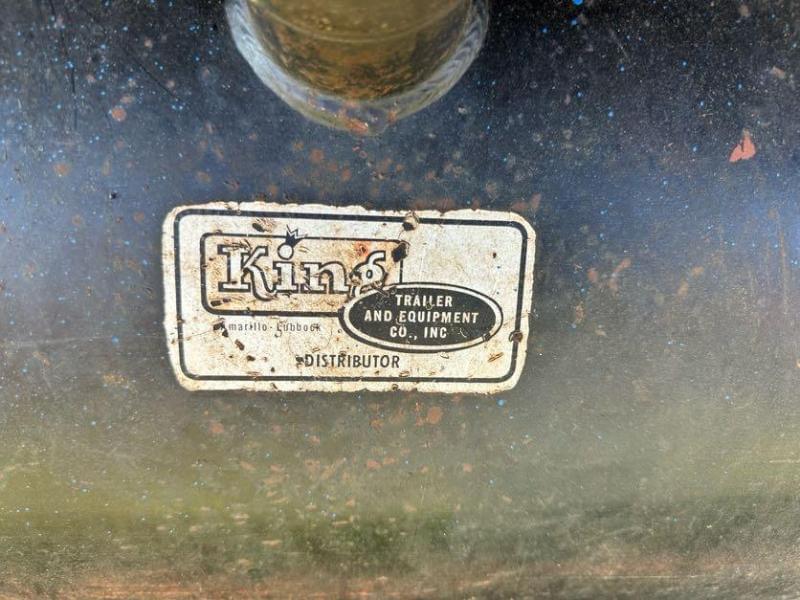 King
TRAILER
AND EQUIPMENT
CO., INC
Amarillo - Lubbock
DISTRIBUTOR